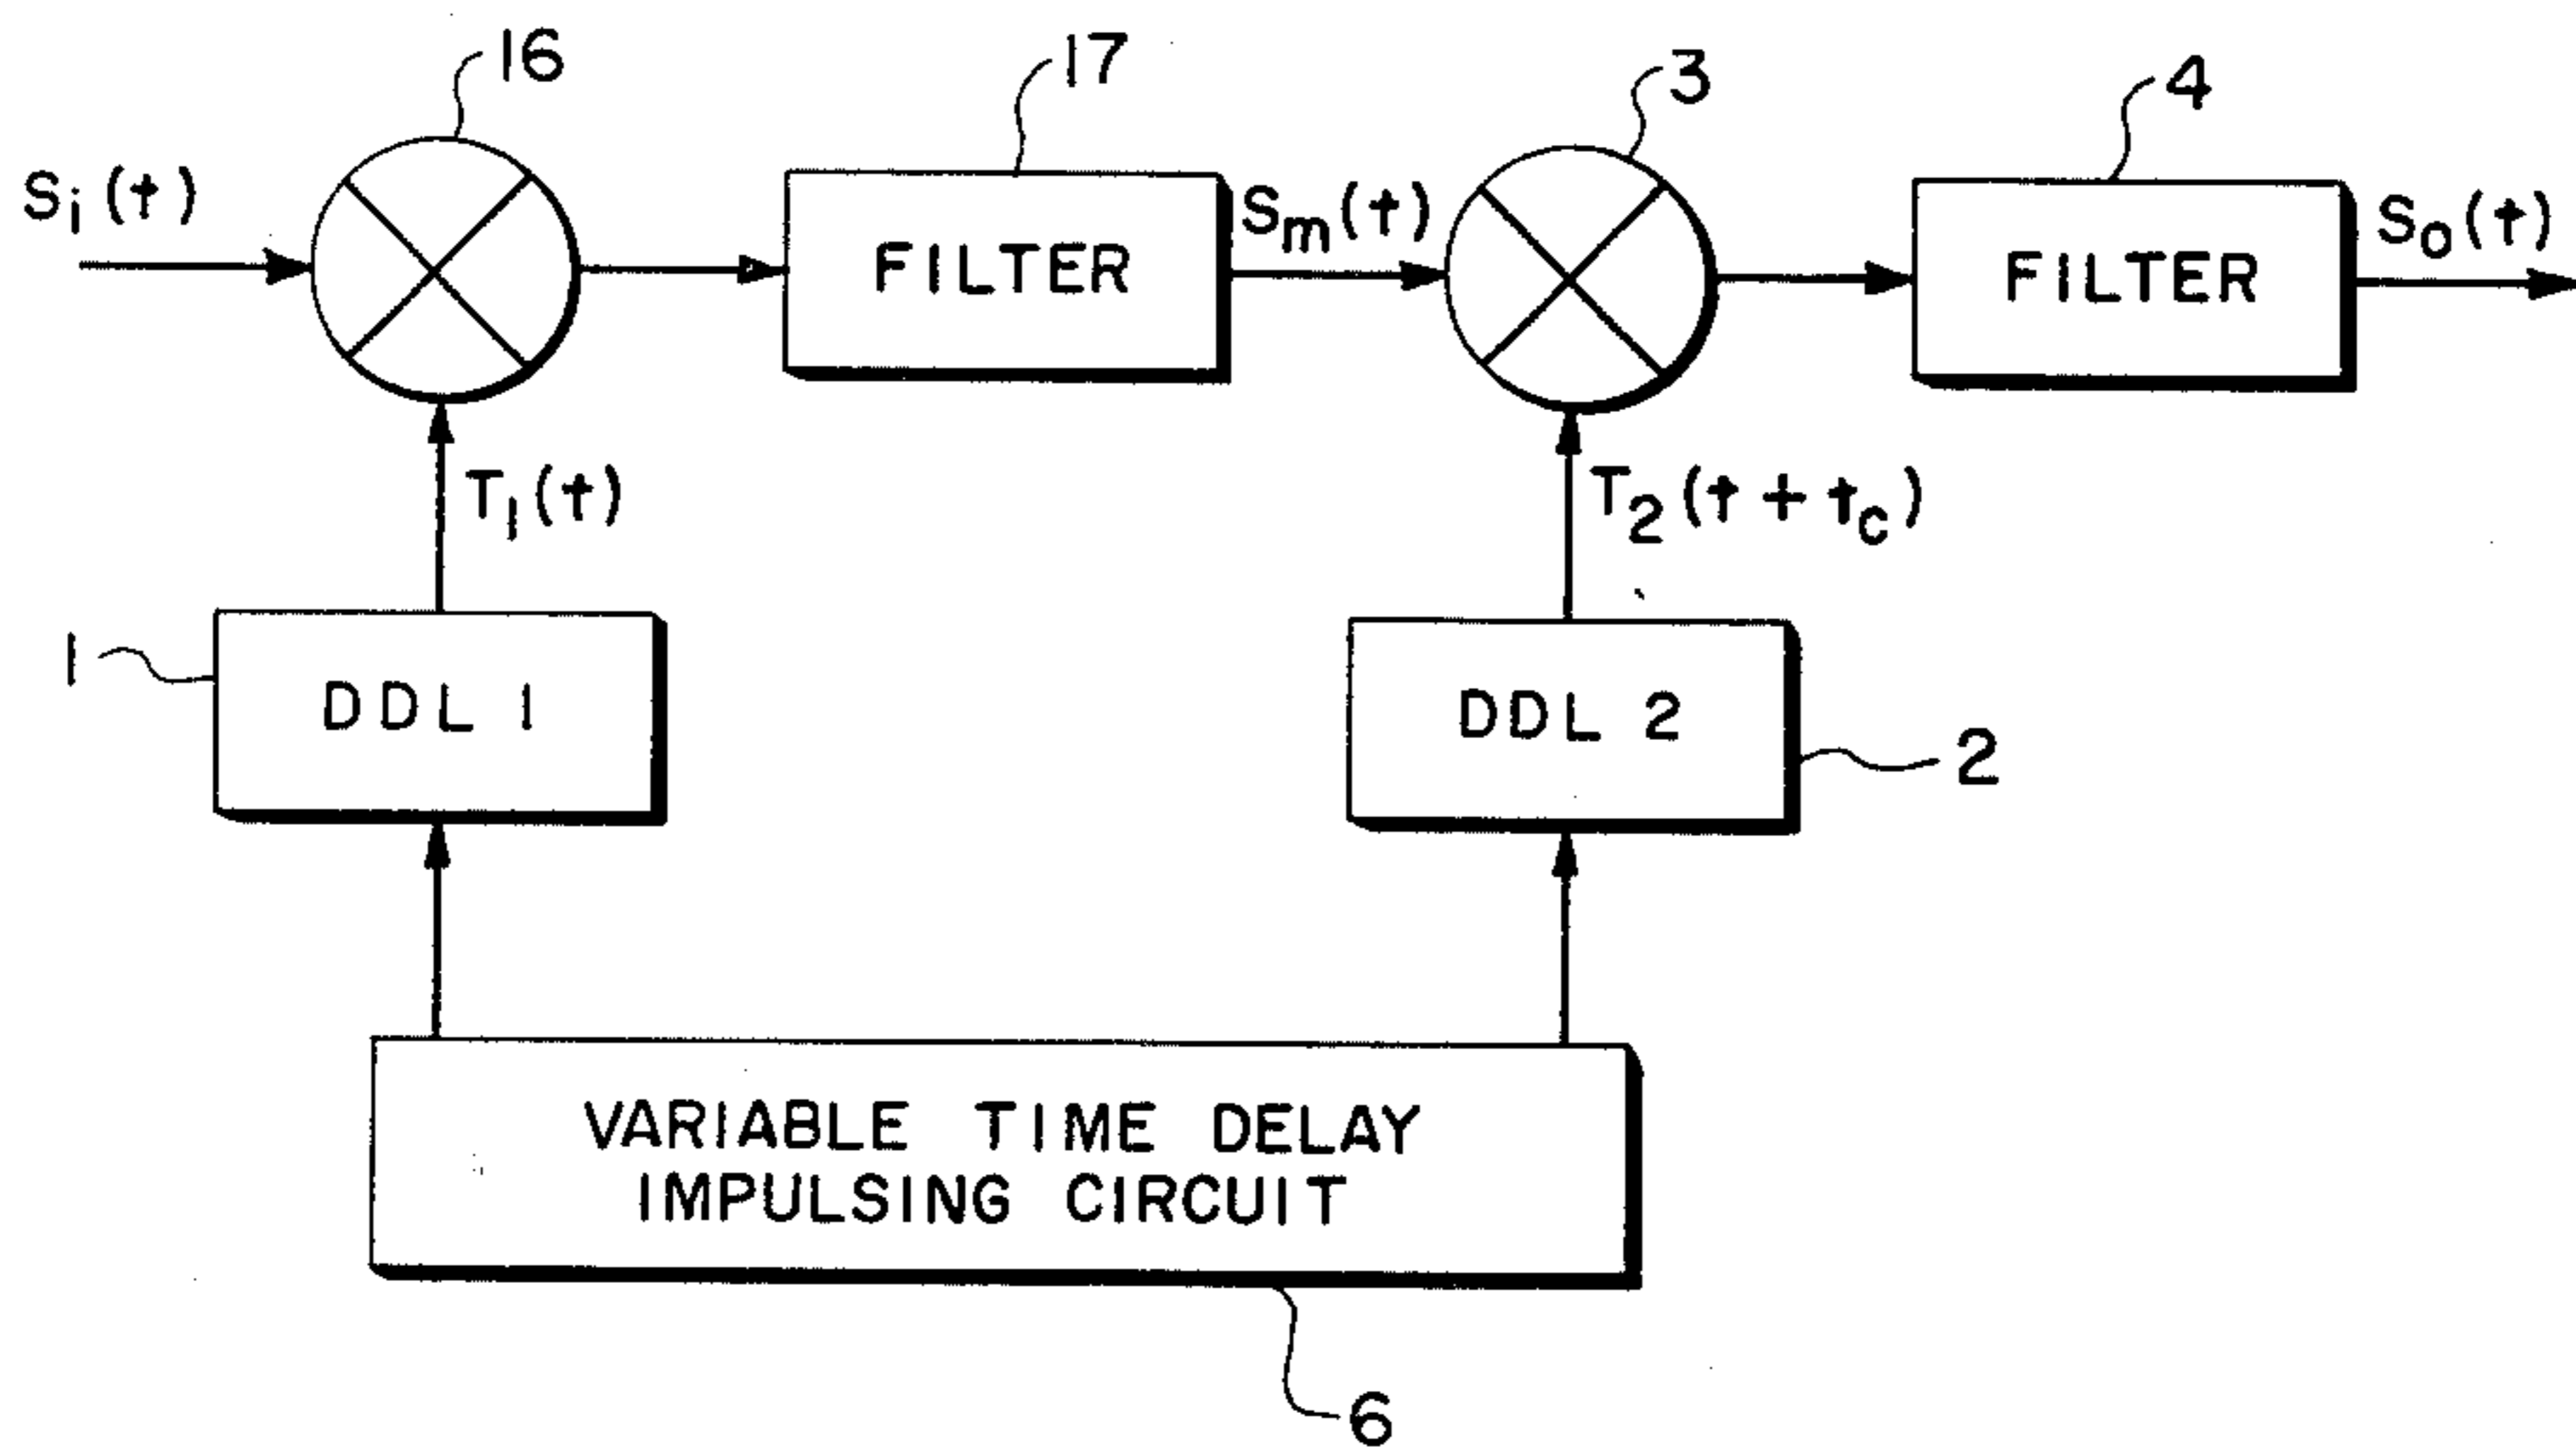 16
17
3
4
Si(t)
FILTER
Sm(t)
FILTER
So(t)
T1(t)
T2(t + tc)
1
DDL 1
DDL 2
2
VARIABLE TIME DELAY
IMPULSING CIRCUIT
6